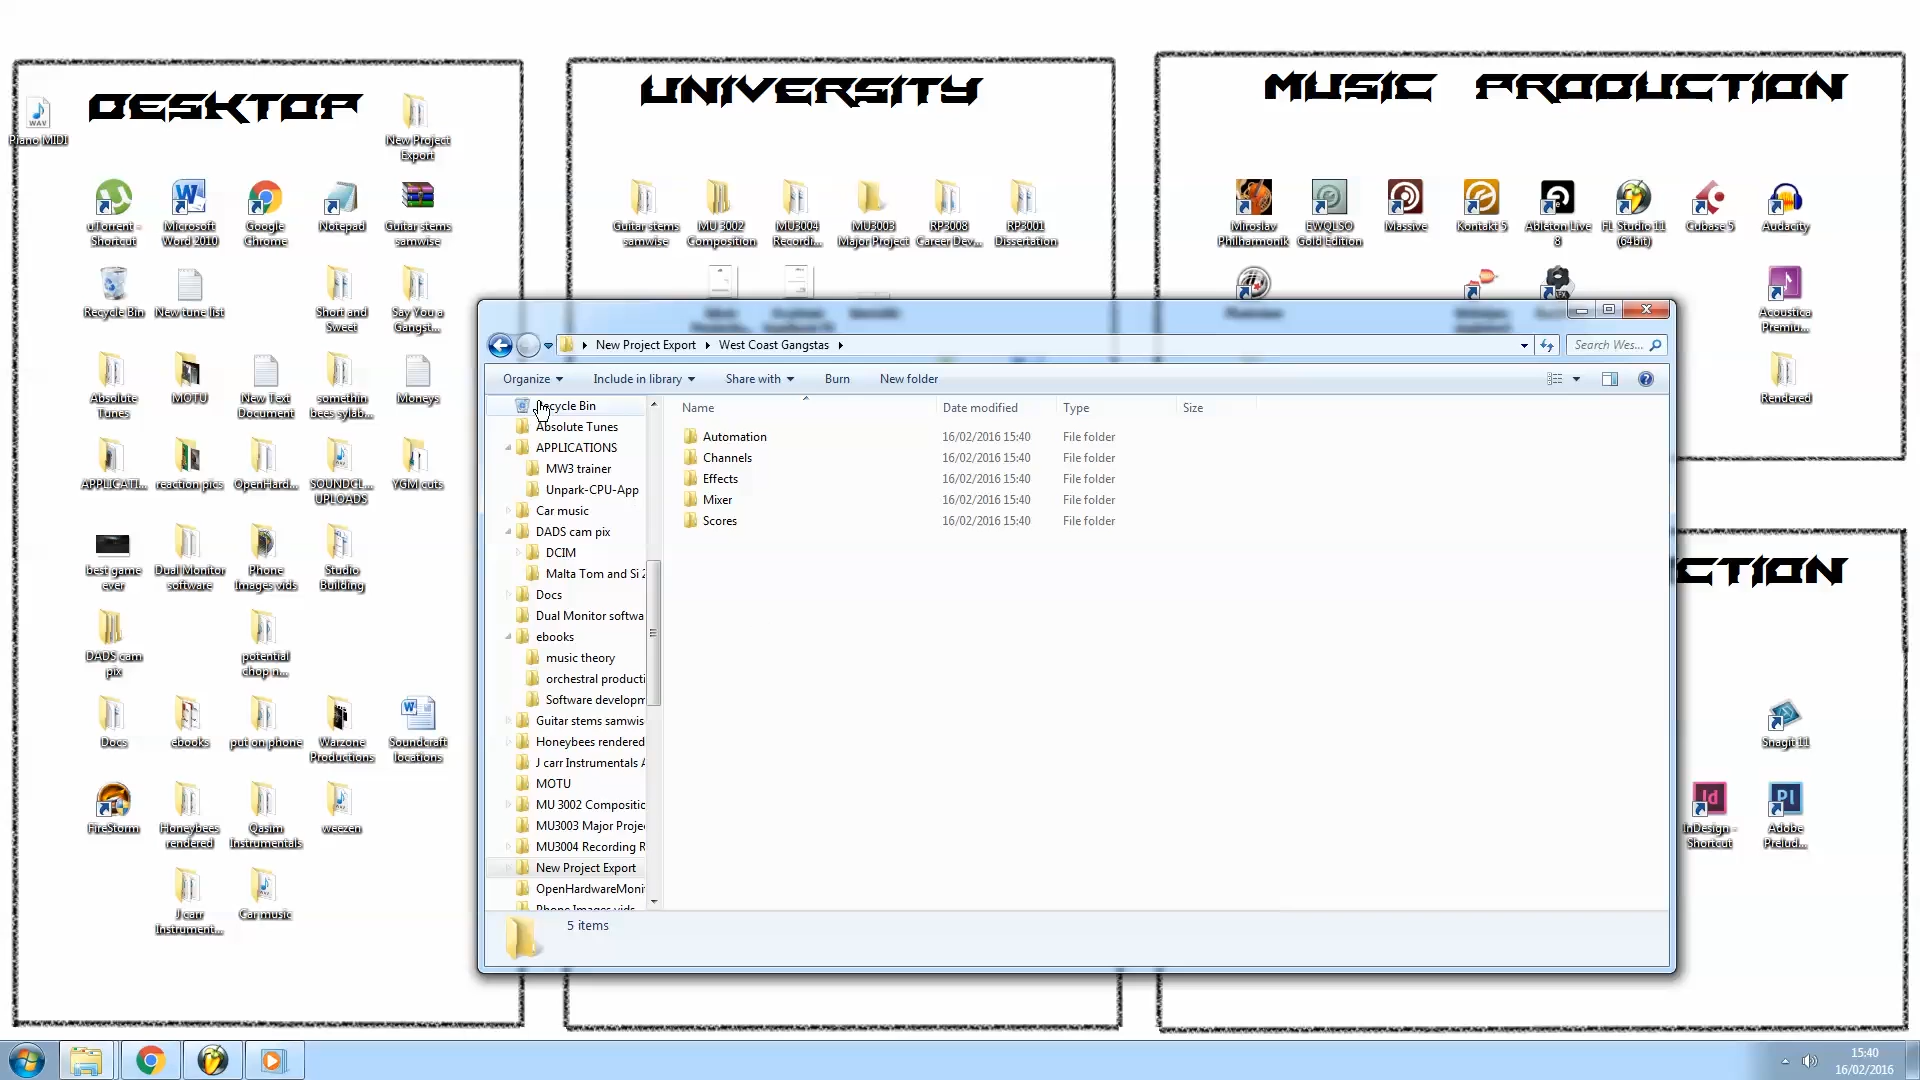 DESKTOP
Piano MIDI
New Project
Export
uTorrent -
Shortcut
Microsoft
Word 2010
Google
Chrome
Notepad
Guitar stems
samwise
Recycle Bin
New tune list
Short and
Sweet
Say You a
Gangst...
Absolute
Tunes
MOTU
New Text
Document
somethin
bees sylab...
Moneys
APPLICATI...
reaction pics
OpenHard...
SOUNDCL...
UPLOADS
VGM cuts
best game
ever
Dual Monitor
software
Phone
Images vids
Studio
Building
DADS cam
pix
potential
chop n...
Docs
ebooks
put on phone
Warzone
Productions
Soundcraft
locations
FireStorm
Honeybees
rendered
Qasim
Instrumentals
weezen
J carr
Instrument...
Car music
UNIVERSITY
Guitar stems
samwise
MU 3002
Composition
MU3004
Recordi...
MU3003
Major Project
RP3008
Career Dev...
RP3001
Dissertation
MUSIC PRODUCTION
Miroslav
Philharmonik
EWQLSO
Gold Edition
Massive
Kontakt 5
Ableton Live
8
FL Studio 11
(64bit)
Cubase 5
Audacity
Acoustica
Premiu...
Rendered
CTION
Snagit 11
InDesign -
Shortcut
Adobe
Prelud...
New Project Export
West Coast Gangstas
Search Wes...
Organize
Include in library
Share with
Burn
New folder
Recycle Bin
Absolute Tunes
APPLICATIONS
MW3 trainer
Unpark-CPU-App
Car music
DADS cam pix
DCIM
Malta Tom and Si 2
Docs
Dual Monitor softwa
ebooks
music theory
orchestral producti
Software developm
Guitar stems samwis
Honeybees rendered
J carr Instrumentals A
MOTU
MU 3002 Compositio
MU3003 Major Projec
MU3004 Recording R
New Project Export
OpenHardwareMoni
Phone Images vids
Name
Date modified
Type
Size
Automation 16/02/2016 15:40 File folder
Channels 16/02/2016 15:40 File folder
Effects 16/02/2016 15:40 File folder
Mixer 16/02/2016 15:40 File folder
Scores 16/02/2016 15:40 File folder
5 items
15:40
16/02/2016